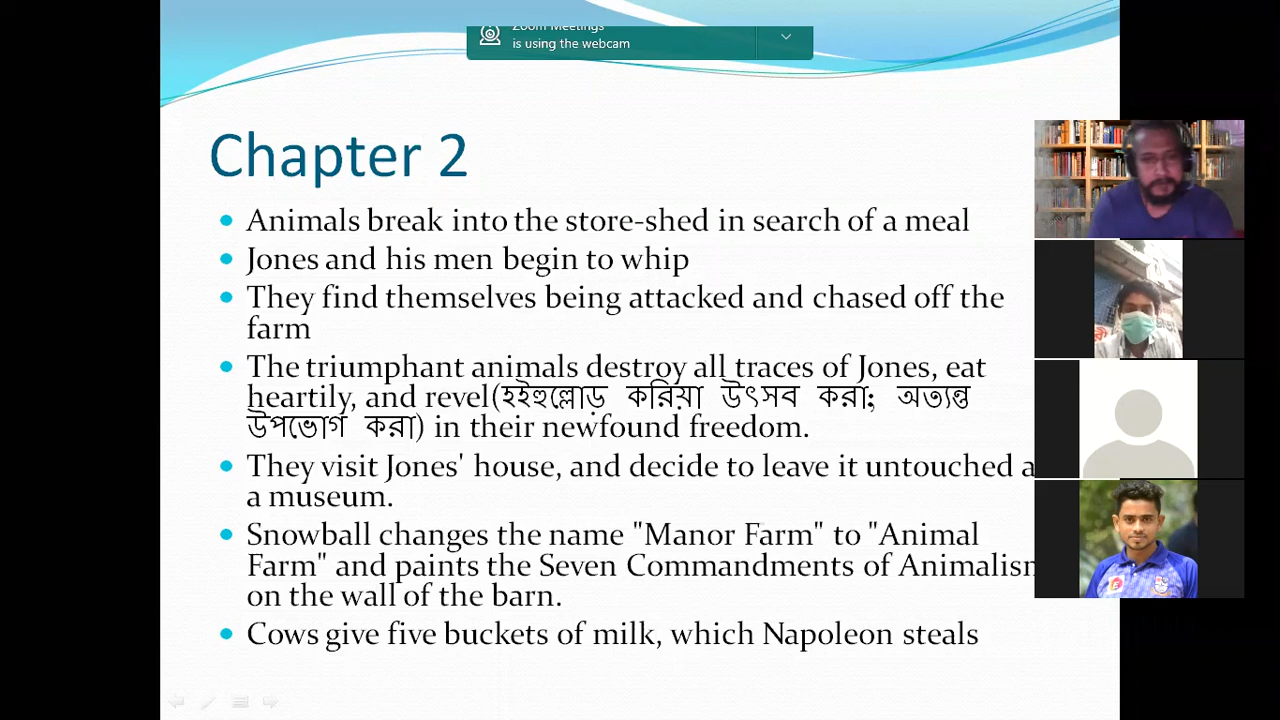 Zoom Meetings
is using the webcam
Chapter 2
Animals break into the store-shed in search of a meal
Jones and his men begin to whip
They find themselves being attacked and chased off the
farm
The triumphant animals destroy all traces of Jones, eat
heartily, and revel(হইহুল্লোড় করিয়া উৎসব করা; অত্যন্ত
উপভোগ করা) in their newfound freedom.
They visit Jones' house, and decide to leave it untouched a
a museum.
Snowball changes the name "Manor Farm" to "Animal
Farm" and paints the Seven Commandments of Animalism
on the wall of the barn.
Cows give five buckets of milk, which Napoleon steals